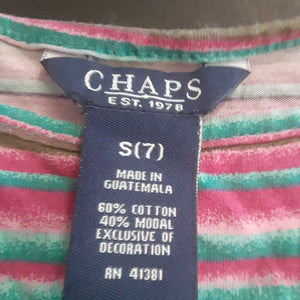 CHAPS
EST. 1978
S(7)
MADE IN
GUATEMALA
60% COTTON
40% MODAL
EXCLUSIVE OF
DECORATION
RN 41381